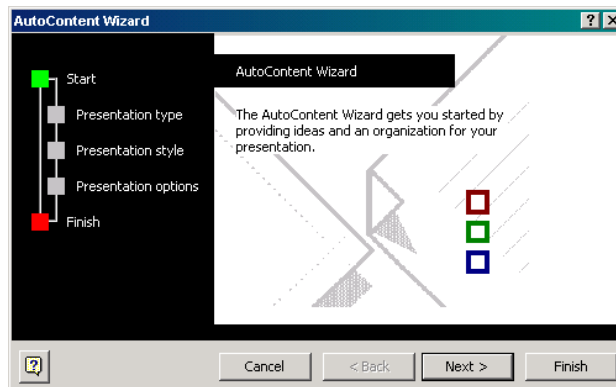 AutoContent Wizard
Start
Presentation type
Presentation style
Presentation options
Finish
AutoContent Wizard
The AutoContent Wizard gets you started by
providing ideas and an organization for your
presentation.
Cancel
< Back
Next >
Finish